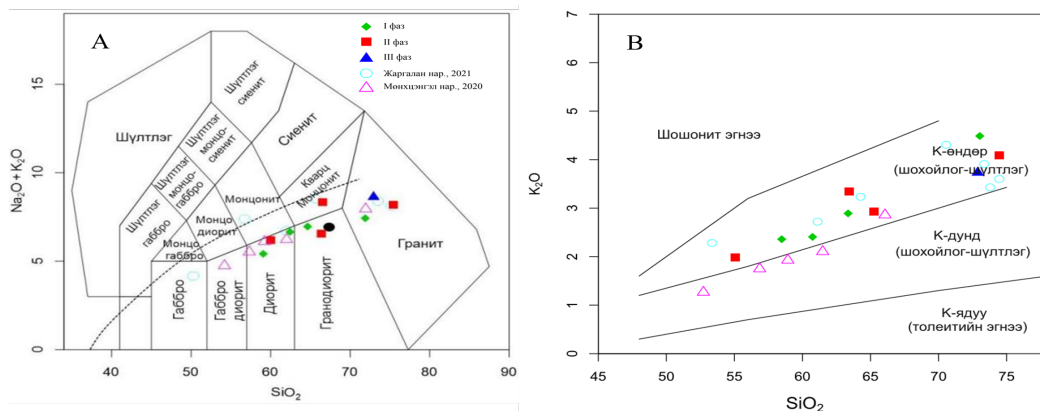 A
I фаз
II фаз
III фаз
Жаргалан нар., 2021
Мөнхцэнгэл нар., 2020
15
10
5
0
Na₂O + K₂O
40
50
60
70
80
90
SiO₂
Шүлтлэг
Шүлтлэг
сиенит
Шүлтлэг
монцо-
сиенит
Шүлтлэг
монцо-
габбро
Шүлтлэг
габбро
Сиенит
Монцонит
Кварц
Монцонит
Монцо
диорит
Монцо
габбро
Габбро
Габбро
диорит
Диорит
Гранодиорит
Гранит
B
7
6
5
4
3
2
1
0
K₂O
45
50
55
60
65
70
75
SiO₂
Шошонит эгнээ
К-өндөр
(шохойлог-шүлтлэг)
К-дунд
(шохойлог-шүлтлэг)
К-ядуу
(толеитийн эгнээ)